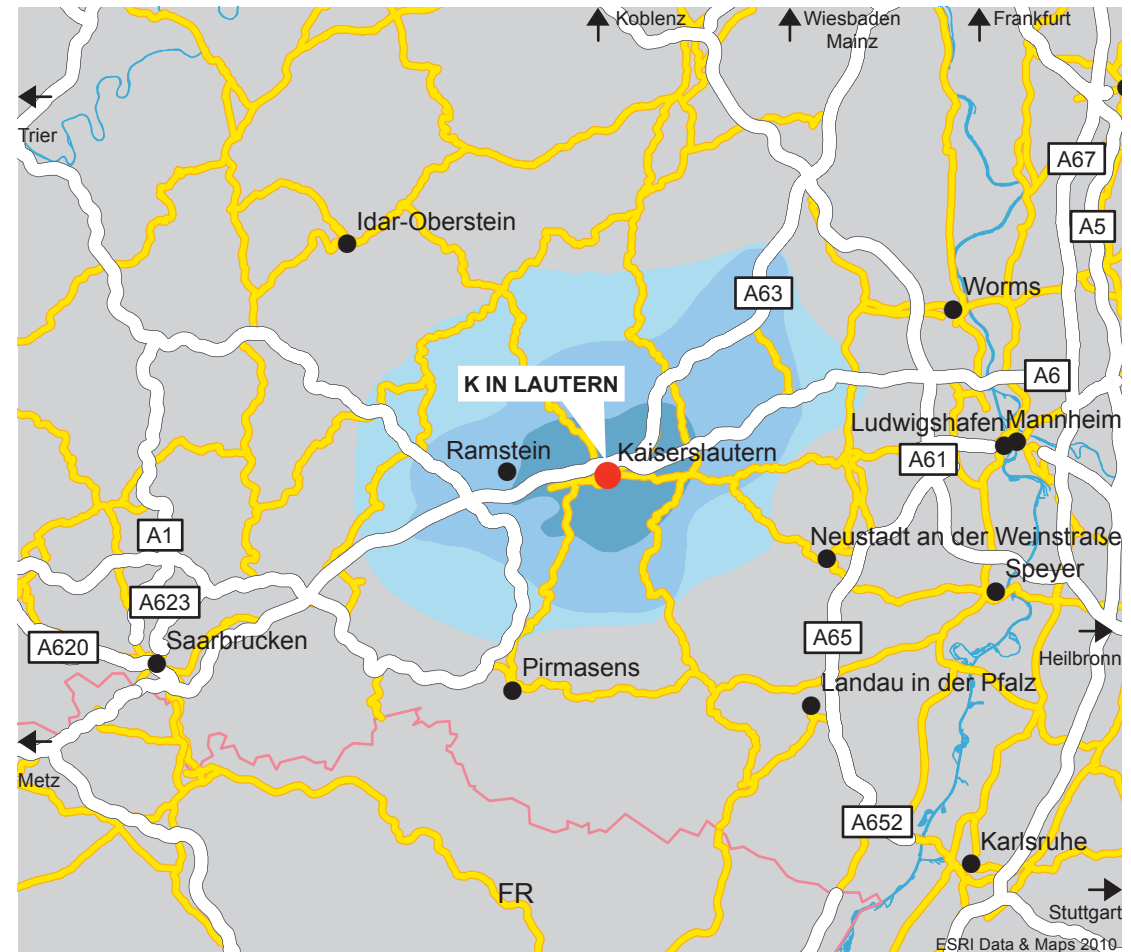 Koblenz
Wiesbaden
Mainz
Frankfurt
Trier
A67
A5
Idar-Oberstein
A63
Worms
K IN LAUTERN
A6
Ludwigshafen
Mannheim
Ramstein
Kaiserslautern
A61
A1
Neustadt an der Weinstraße
Speyer
A623
A620
Saarbrucken
A65
Heilbronn
Pirmasens
Landau in der Pfalz
Metz
A652
Karlsruhe
FR
Stuttgart
ESRI Data & Maps 2010